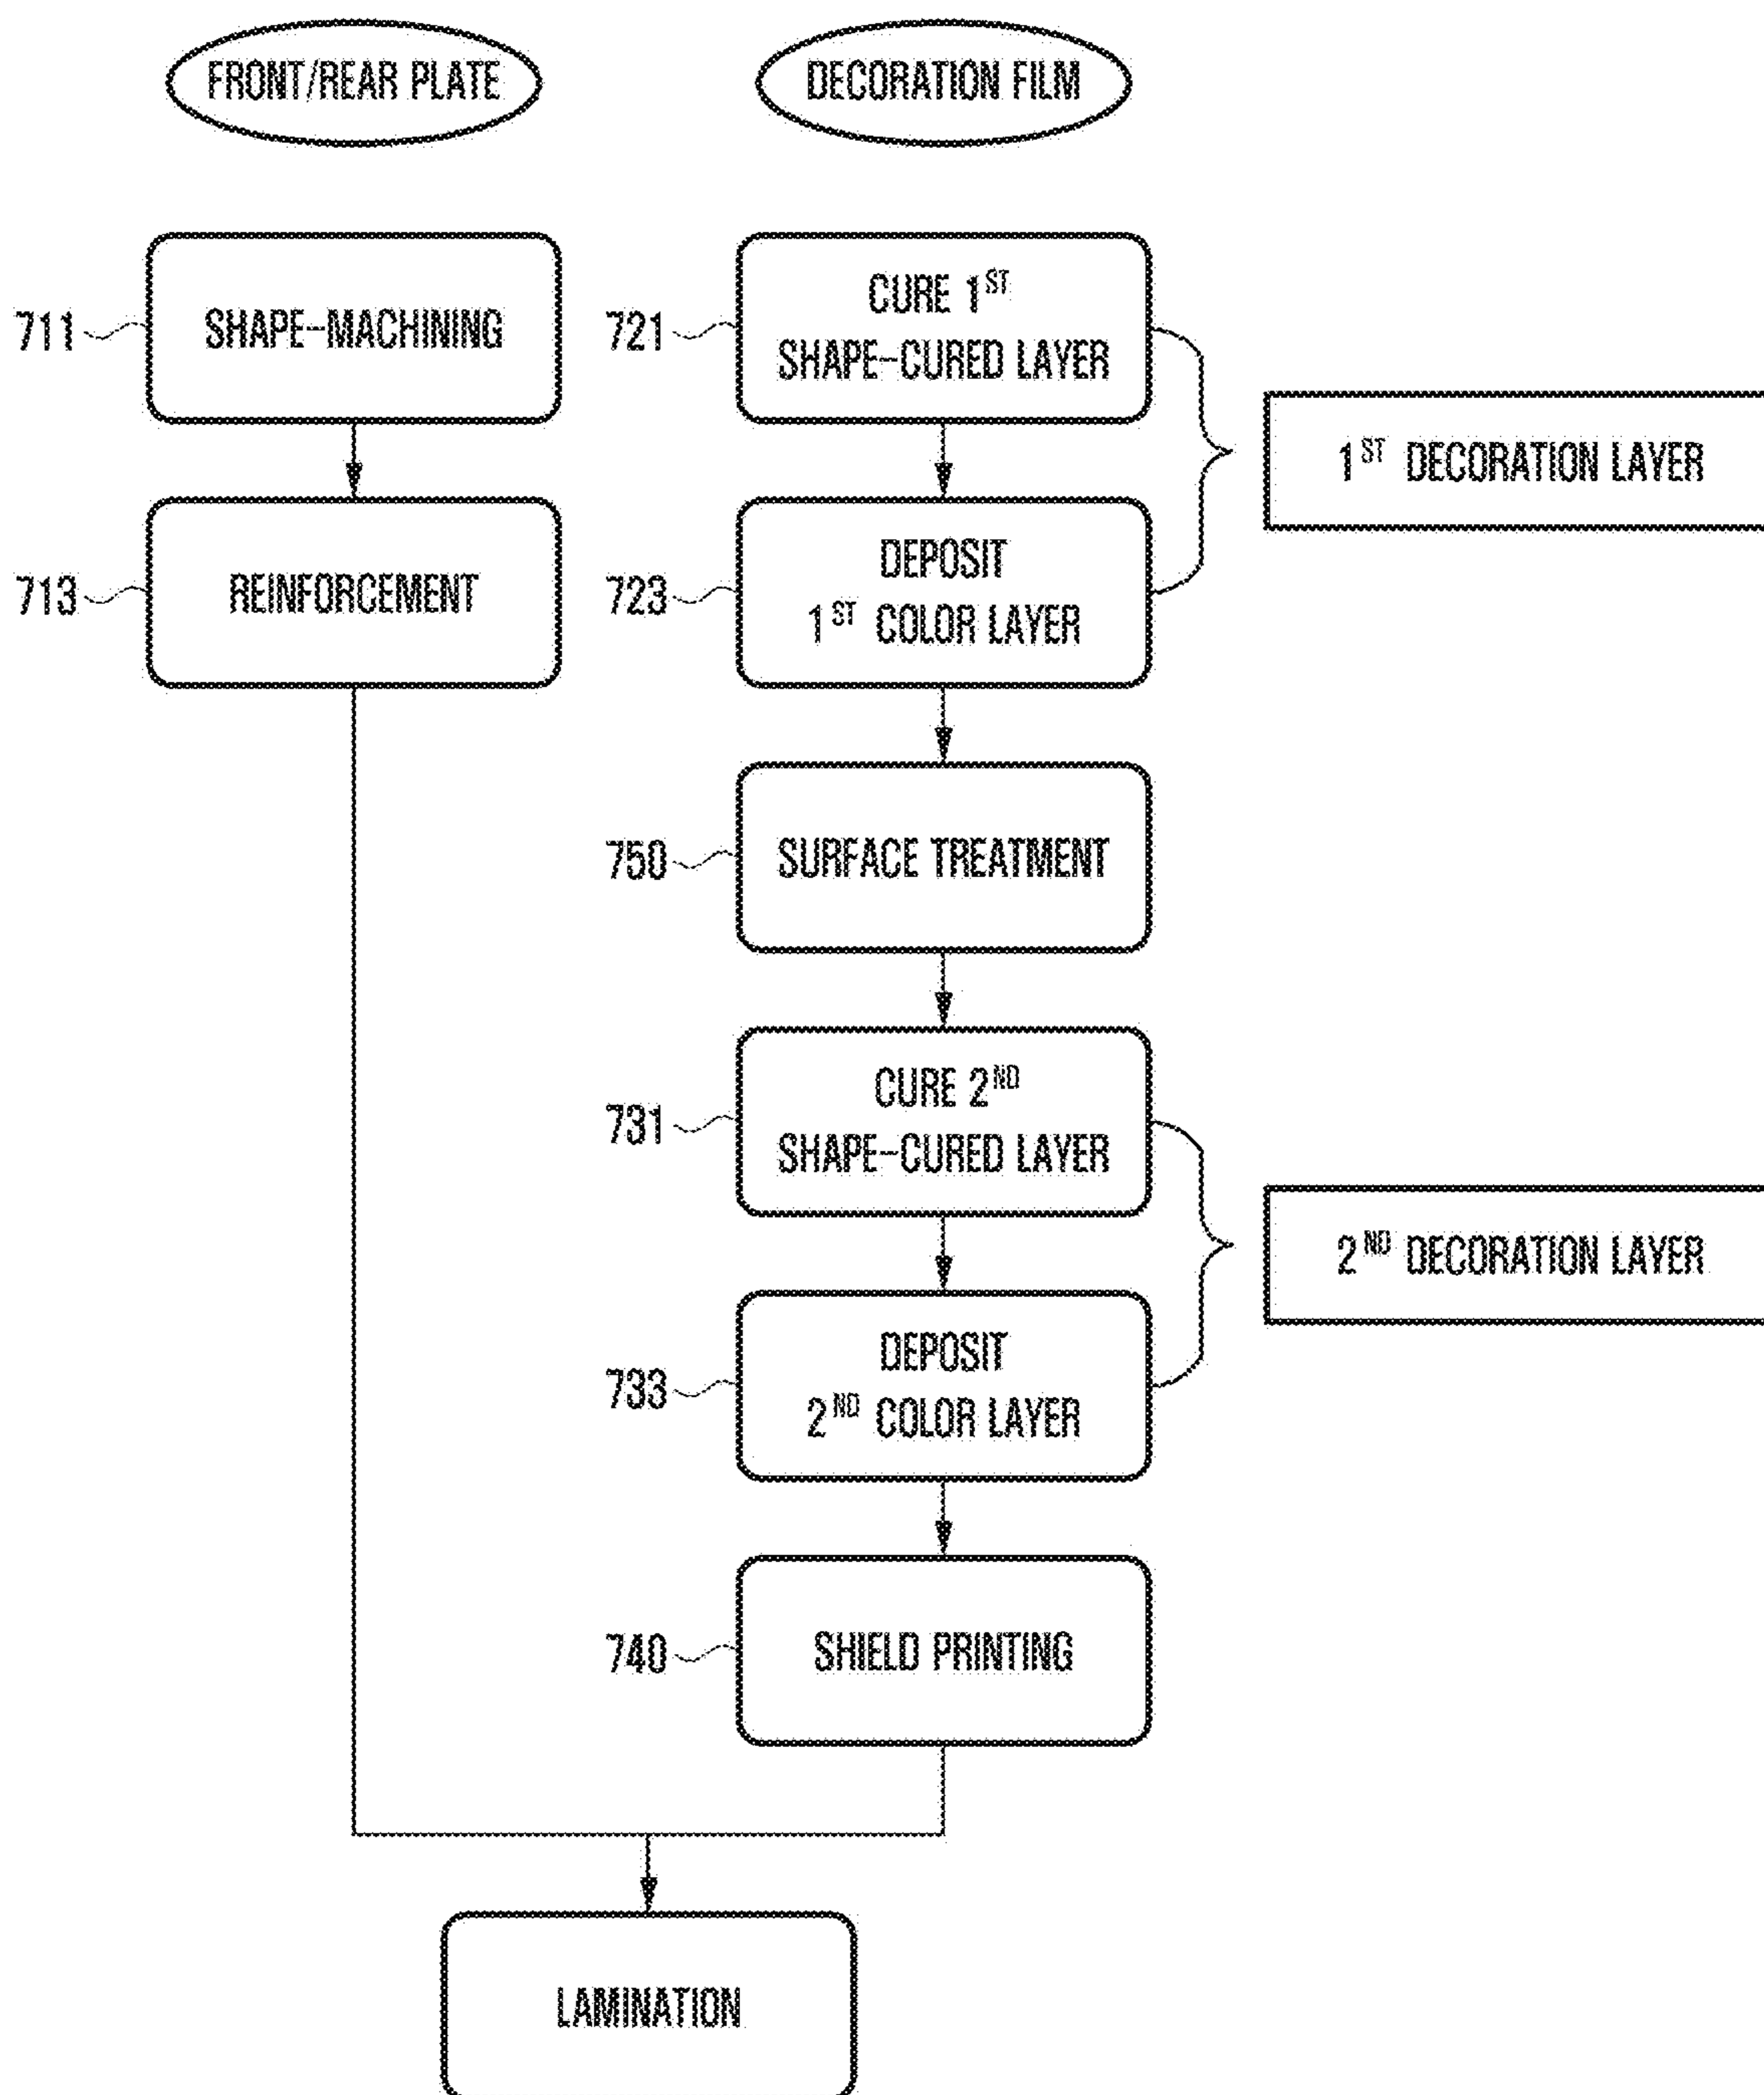 FRONT/REAR PLATE
DECORATION FILM
711
SHAPE-MACHINING
721
CURE 1ST
SHAPE-CURED LAYER
1ST DECORATION LAYER
713
REINFORCEMENT
723
DEPOSIT
1ST COLOR LAYER
750
SURFACE TREATMENT
731
CURE 2ND
SHAPE-CURED LAYER
2ND DECORATION LAYER
733
DEPOSIT
2ND COLOR LAYER
740
SHIELD PRINTING
LAMINATION